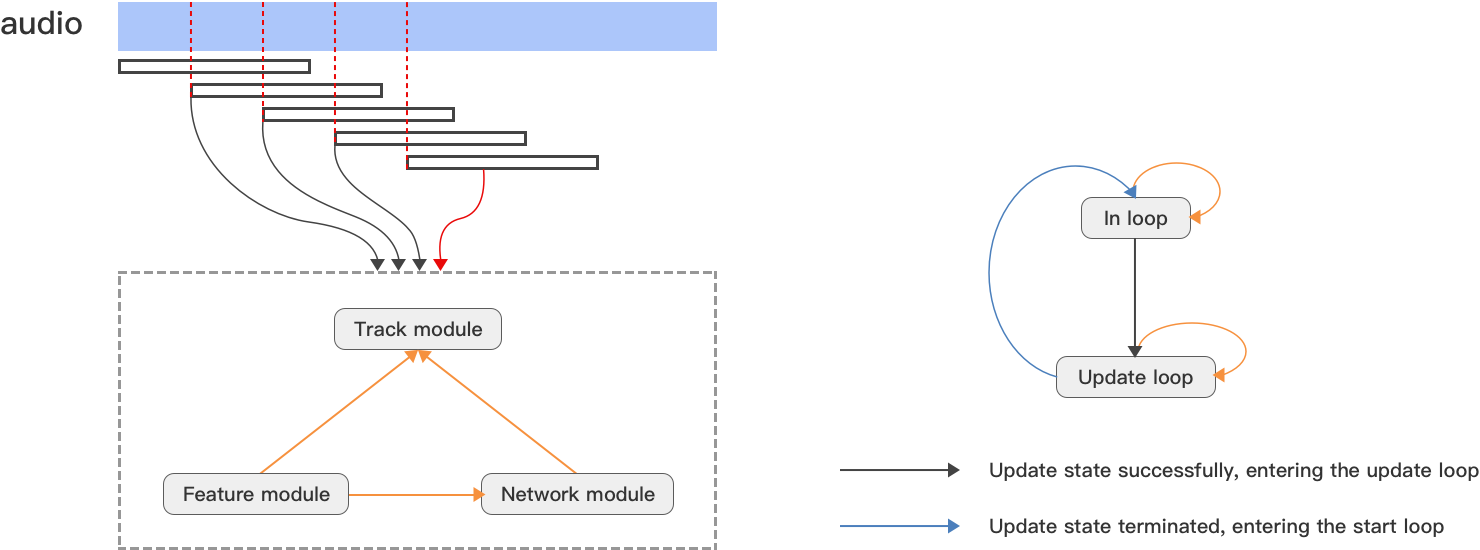 audio
Track module
Feature module
Network module
In loop
Update loop
Update state successfully, entering the update loop
Update state terminated, entering the start loop